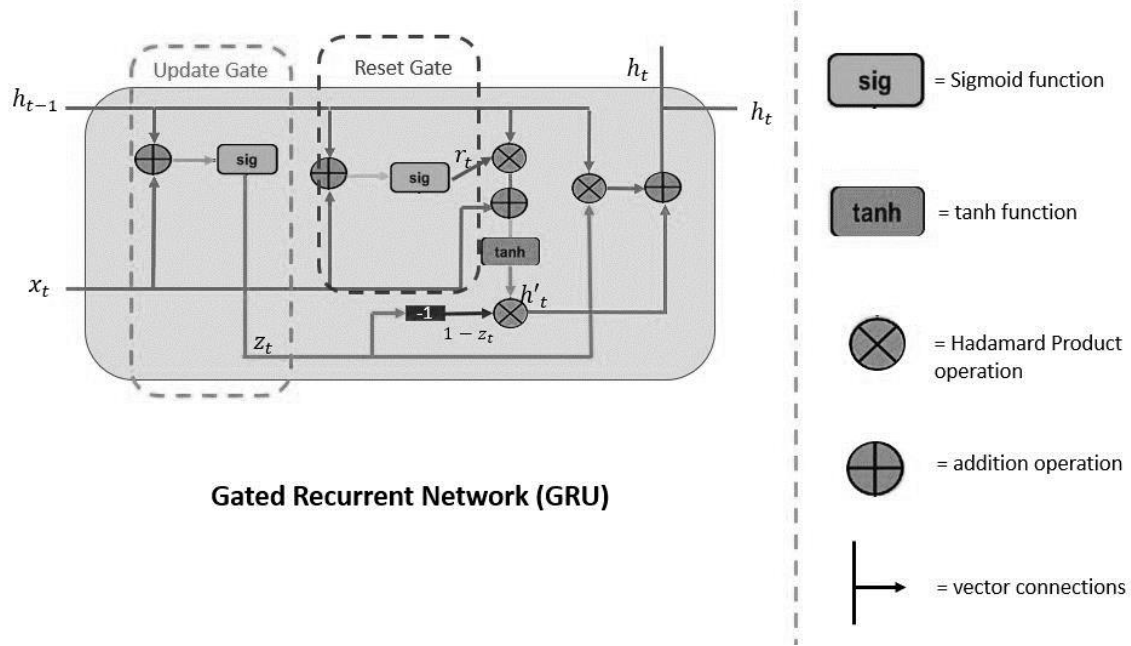 Update Gate
Reset Gate
h_t
h_{t-1}
h_t
sig
r_t
sig
tanh
x_t
h'_t
-1
1 − z_t
z_t
Gated Recurrent Network (GRU)
sig = Sigmoid function
tanh = tanh function
= Hadamard Product
operation
= addition operation
= vector connections